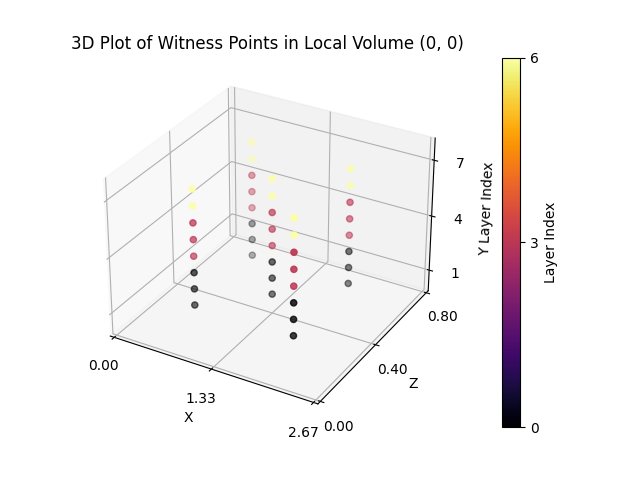 3D Plot of Witness Points in Local Volume (0, 0)
6
7
Y Layer Index
4
3
Layer Index
1
0.80
0.00
0.40
Z
1.33
X
2.67
0.00
0